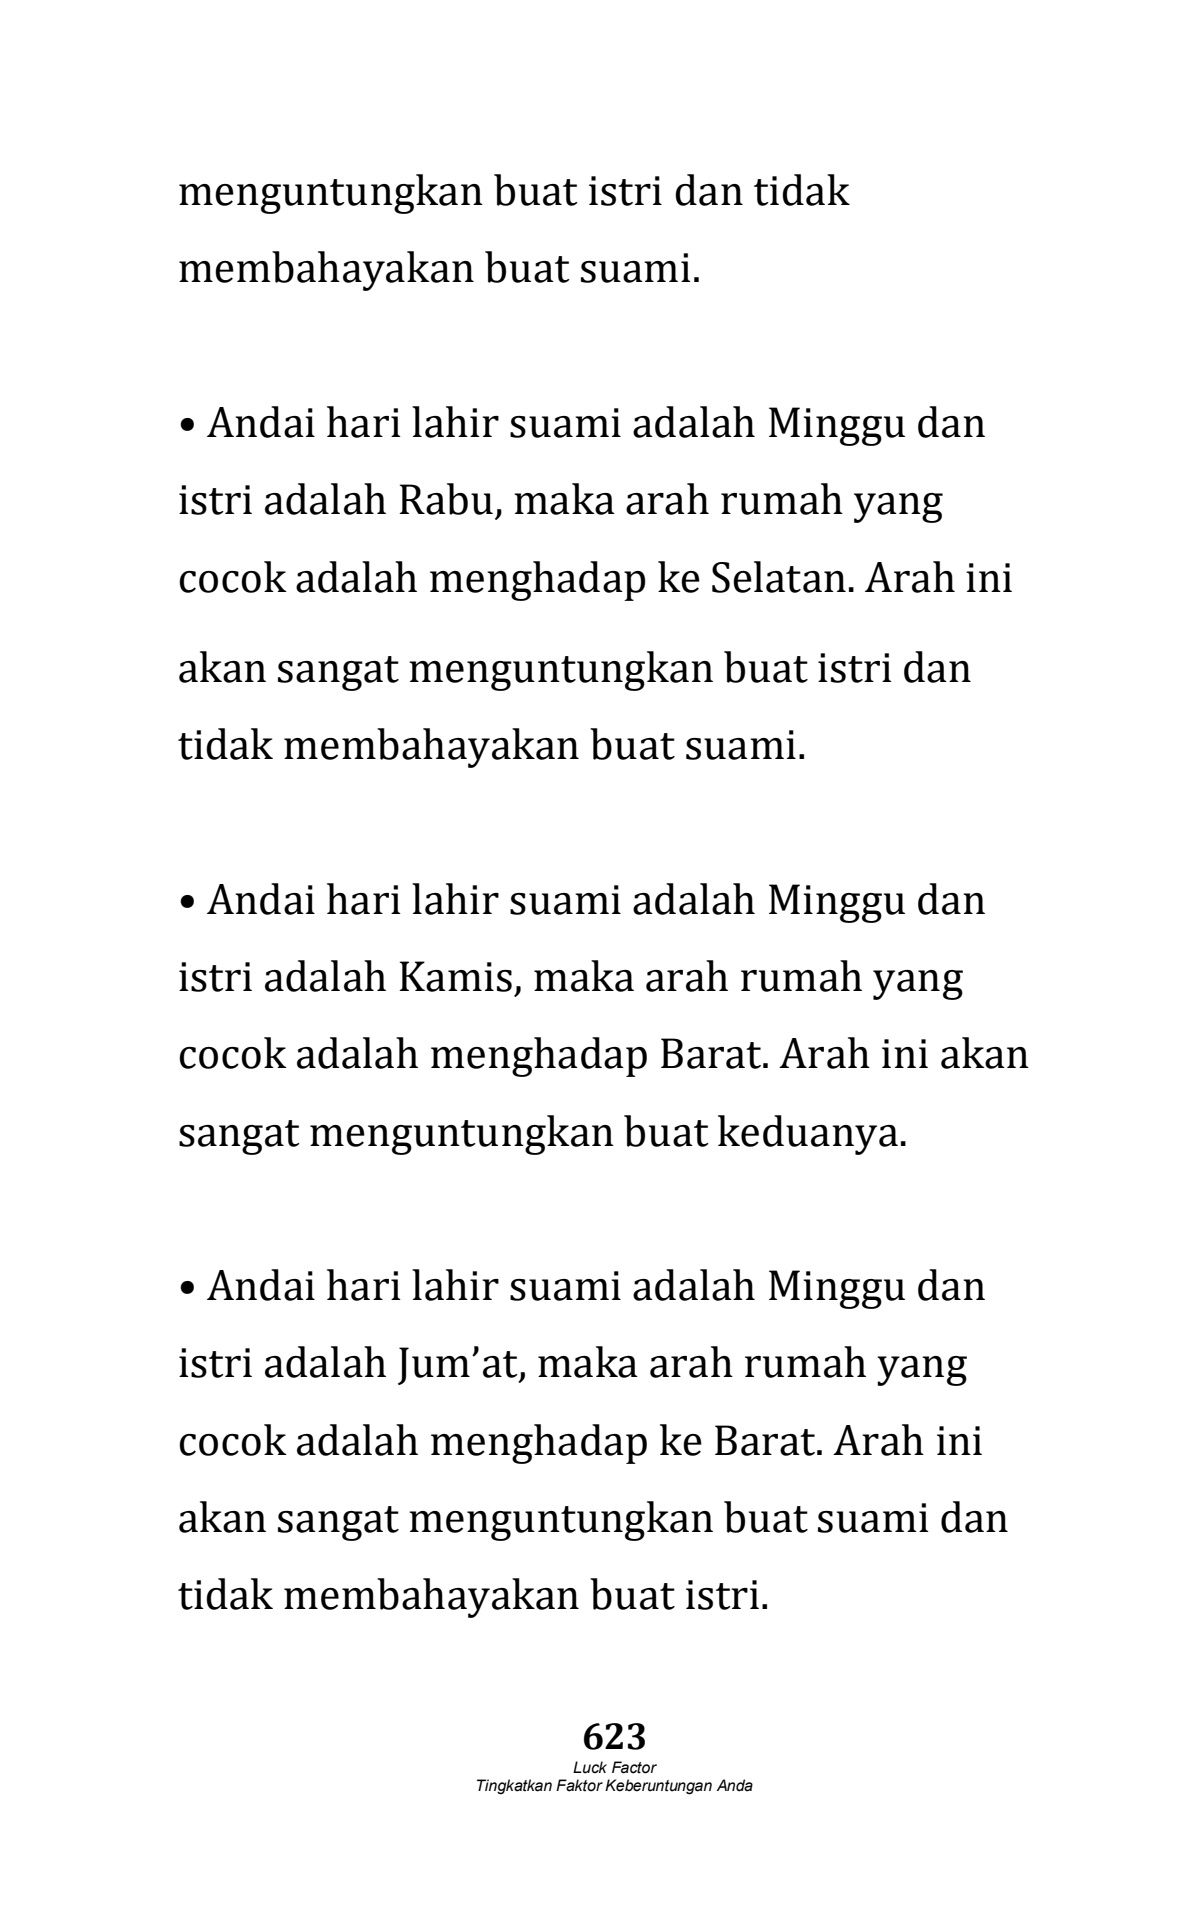 menguntungkan buat istri dan tidak
membahayakan buat suami.
• Andai hari lahir suami adalah Minggu dan
istri adalah Rabu, maka arah rumah yang
cocok adalah menghadap ke Selatan. Arah ini
akan sangat menguntungkan buat istri dan
tidak membahayakan buat suami.
• Andai hari lahir suami adalah Minggu dan
istri adalah Kamis, maka arah rumah yang
cocok adalah menghadap Barat. Arah ini akan
sangat menguntungkan buat keduanya.
• Andai hari lahir suami adalah Minggu dan
istri adalah Jum’at, maka arah rumah yang
cocok adalah menghadap ke Barat. Arah ini
akan sangat menguntungkan buat suami dan
tidak membahayakan buat istri.
623
Luck Factor
Tingkatkan Faktor Keberuntungan Anda